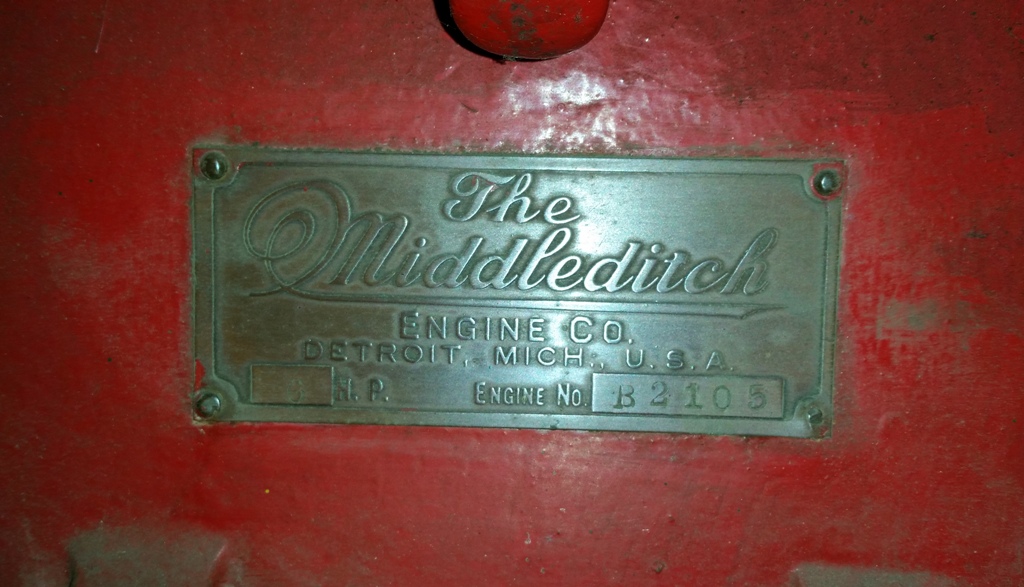 The
Middleditch
ENGINE CO.
DETROIT, MICH., U.S.A.
H.P. ENGINE NO. B2105